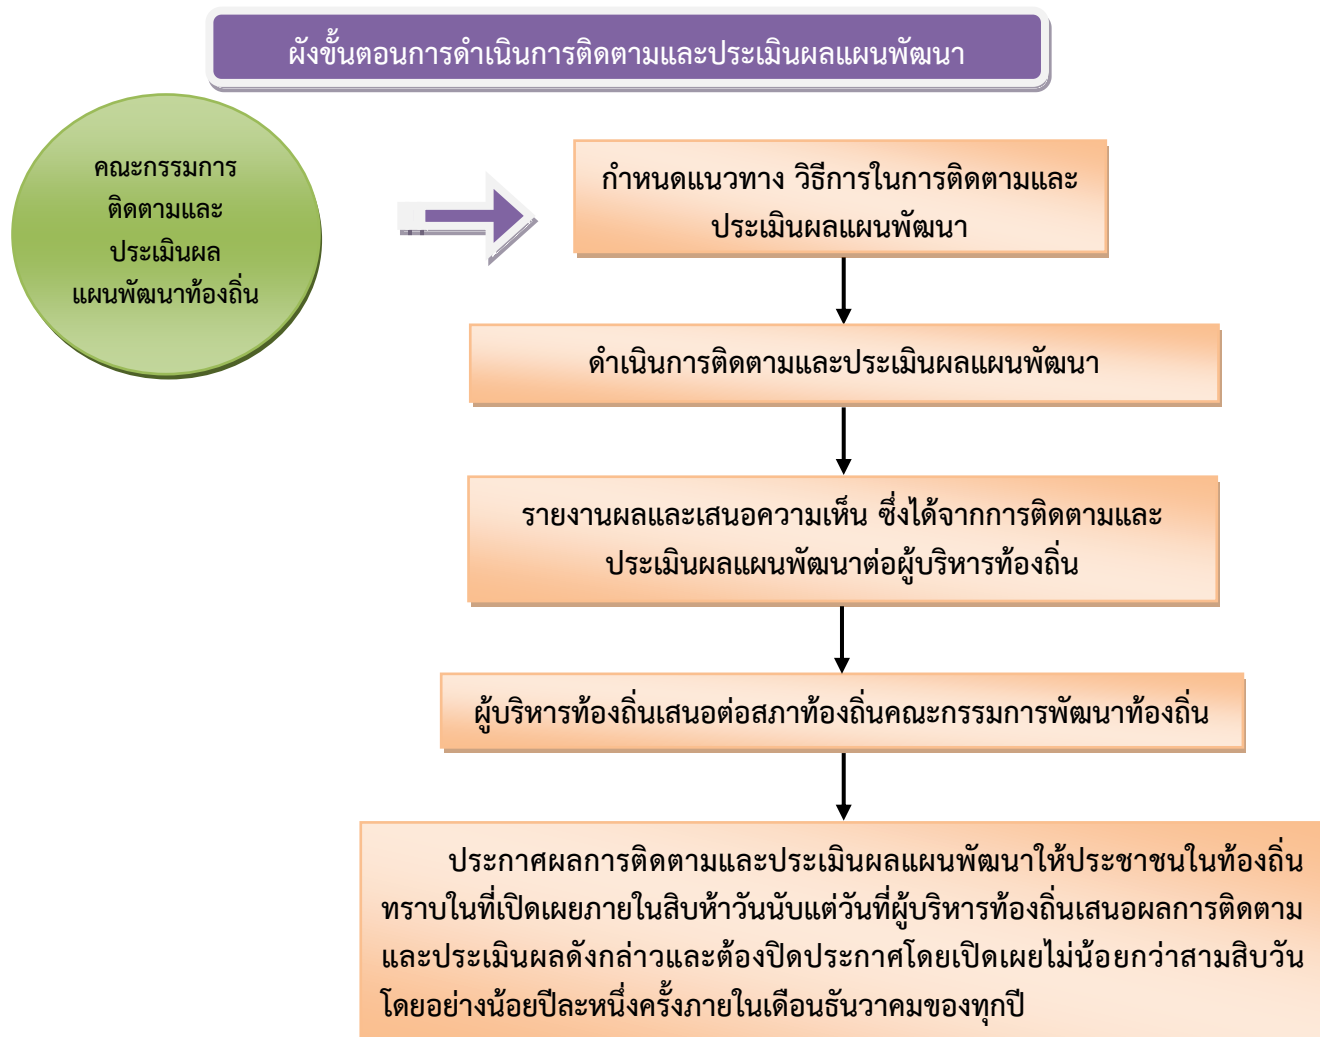 ผังขั้นตอนการดำเนินการติดตามและประเมินผลแผนพัฒนา
คณะกรรมการ
ติดตามและ
ประเมินผล
แผนพัฒนาท้องถิ่น
กำหนดแนวทาง วิธีการในการติดตามและ
ประเมินผลแผนพัฒนา
ดำเนินการติดตามและประเมินผลแผนพัฒนา
รายงานผลและเสนอความเห็น ซึ่งได้จากการติดตามและ
ประเมินผลแผนพัฒนาต่อผู้บริหารท้องถิ่น
ผู้บริหารท้องถิ่นเสนอต่อสภาท้องถิ่นคณะกรรมการพัฒนาท้องถิ่น
ประกาศผลการติดตามและประเมินผลแผนพัฒนาให้ประชาชนในท้องถิ่น
ทราบในที่เปิดเผยภายในสิบห้าวันนับแต่วันที่ผู้บริหารท้องถิ่นเสนอผลการติดตาม
และประเมินผลดังกล่าวและต้องปิดประกาศโดยเปิดเผยไม่น้อยกว่าสามสิบวัน
โดยอย่างน้อยปีละหนึ่งครั้งภายในเดือนธันวาคมของทุกปี